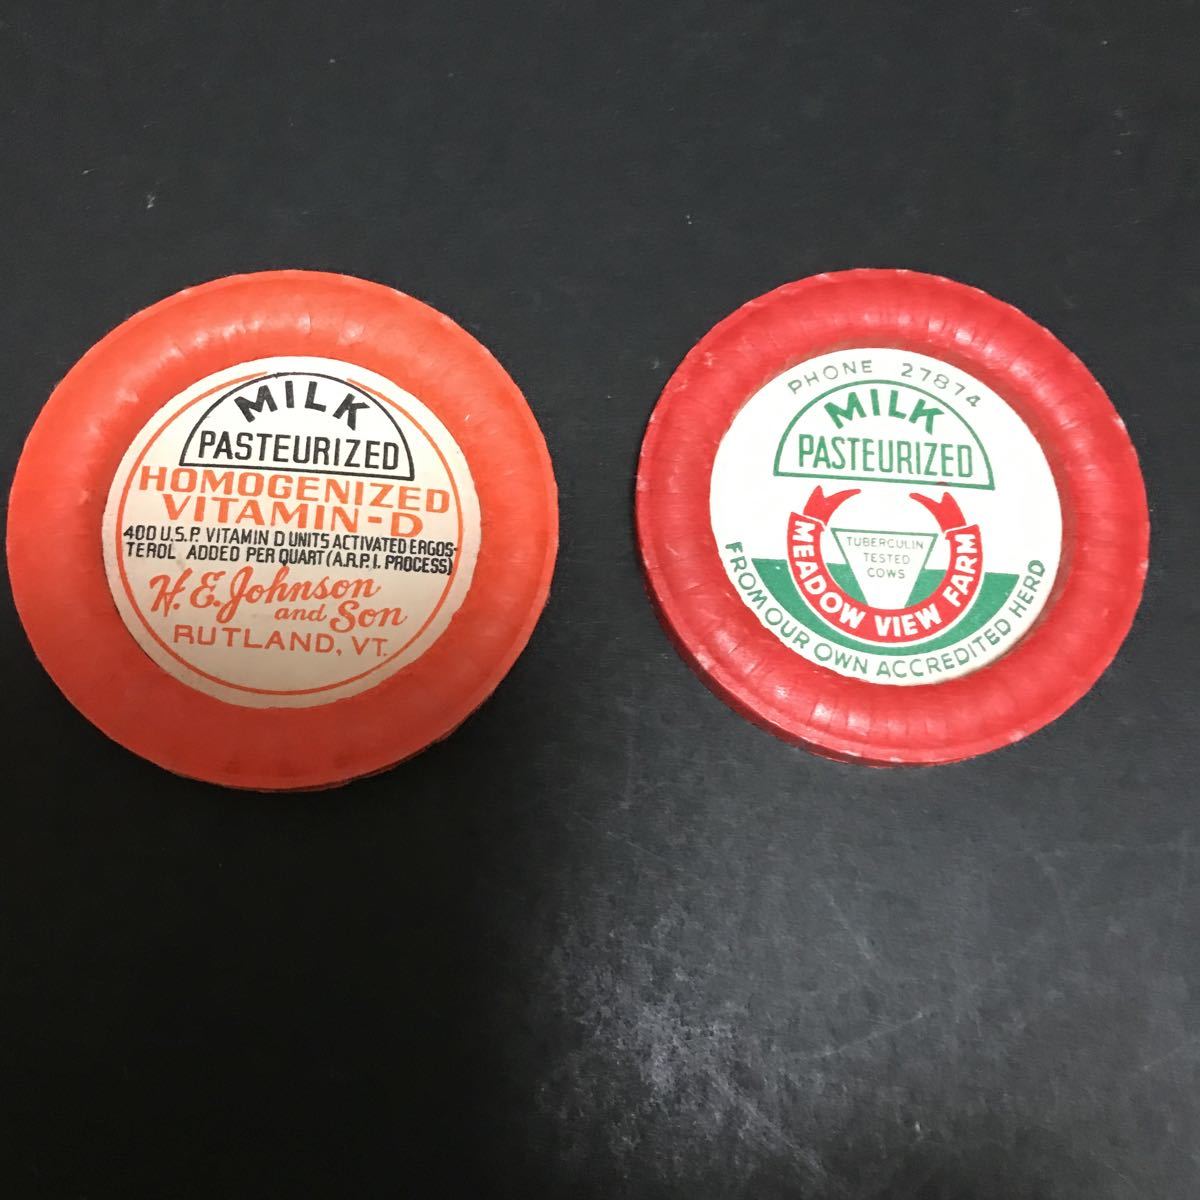 MILK
PASTEURIZED
HOMOGENIZED
VITAMIN-D
400 U.S.P. VITAMIN D UNITS ACTIVATED ERGOS-
TEROL ADDED PER QUART (A.R.P.I. PROCESS)
H. E. Johnson
and Son
RUTLAND, VT.
PHONE 27874
MILK
PASTEURIZED
TUBERCULIN
TESTED
COWS
MEADOW VIEW FARM
FROM OUR OWN ACCREDITED HERD